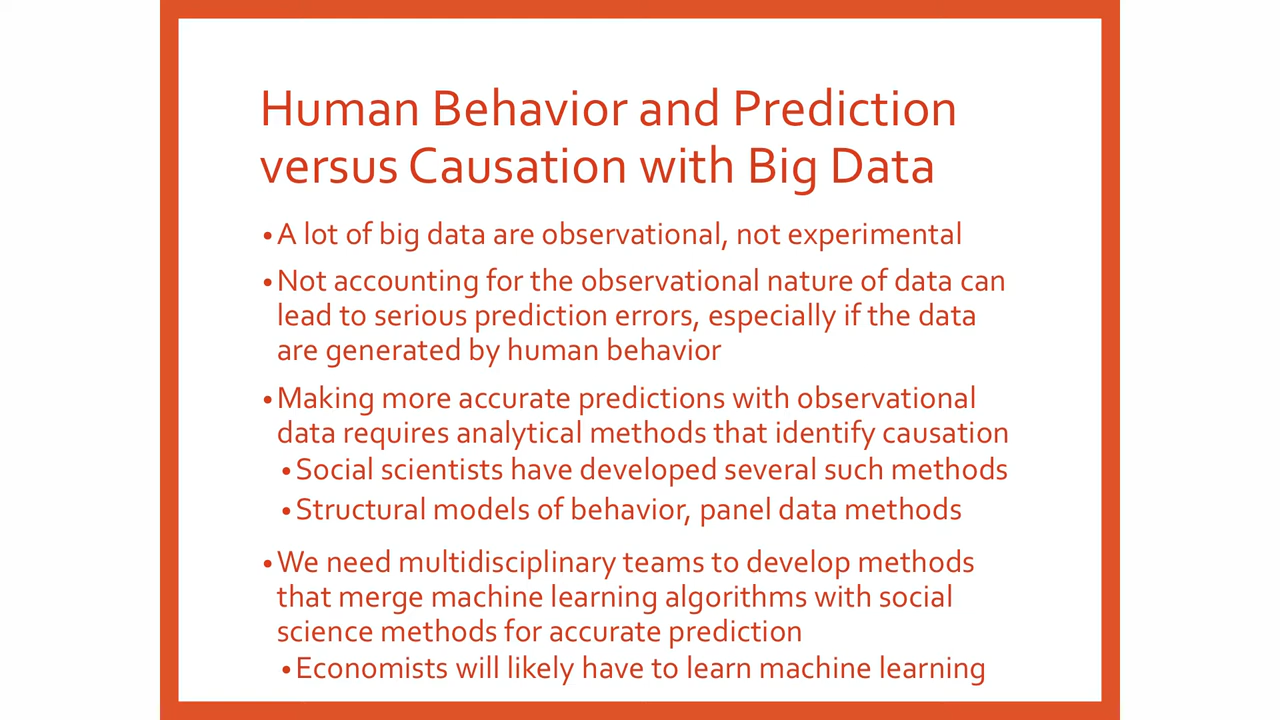 Human Behavior and Prediction
versus Causation with Big Data
•A lot of big data are observational, not experimental
•Not accounting for the observational nature of data can
lead to serious prediction errors, especially if the data
are generated by human behavior
•Making more accurate predictions with observational
data requires analytical methods that identify causation
•Social scientists have developed several such methods
•Structural models of behavior, panel data methods
•We need multidisciplinary teams to develop methods
that merge machine learning algorithms with social
science methods for accurate prediction
•Economists will likely have to learn machine learning